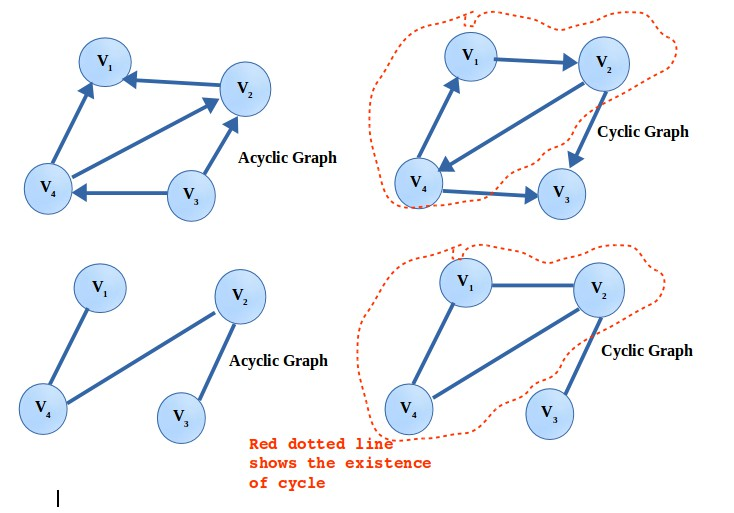 V1
V2
V4
V3
Acyclic Graph
V1
V2
V4
V3
Cyclic Graph
V1
V2
V4
V3
Acyclic Graph
V1
V2
V4
V3
Cyclic Graph
Red dotted line
shows the existence
of cycle